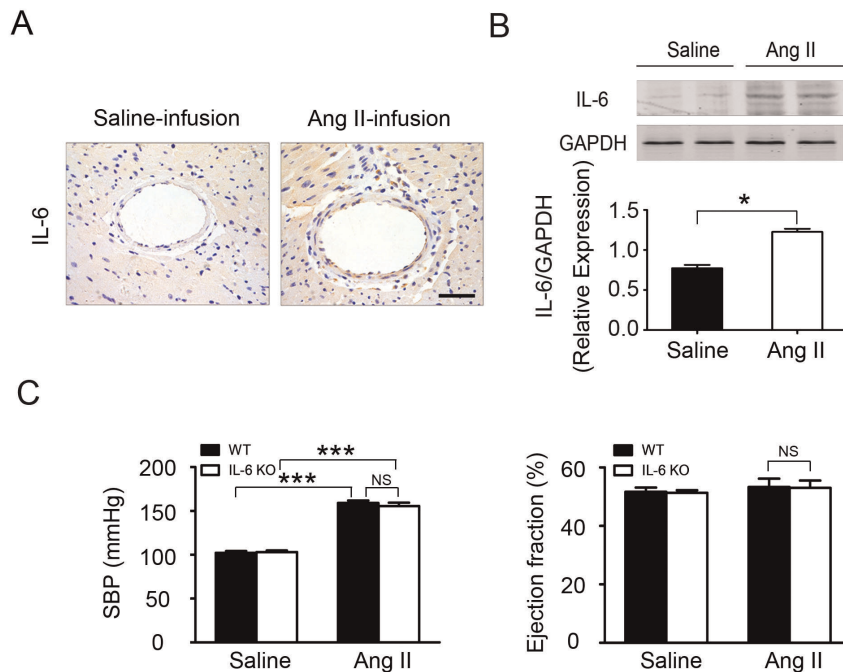 A
Saline-infusion Ang II-infusion
IL-6
B
Saline Ang II
IL-6
GAPDH
IL-6/GAPDH
(Relative Expression)
1.5
1.0
0.5
0.0
*
Saline Ang II
C
WT
IL-6 KO
***
***
NS
SBP (mmHg)
200
150
100
50
0
Saline Ang II
WT
IL-6 KO
NS
Ejection fraction (%)
80
60
40
20
0
Saline Ang II